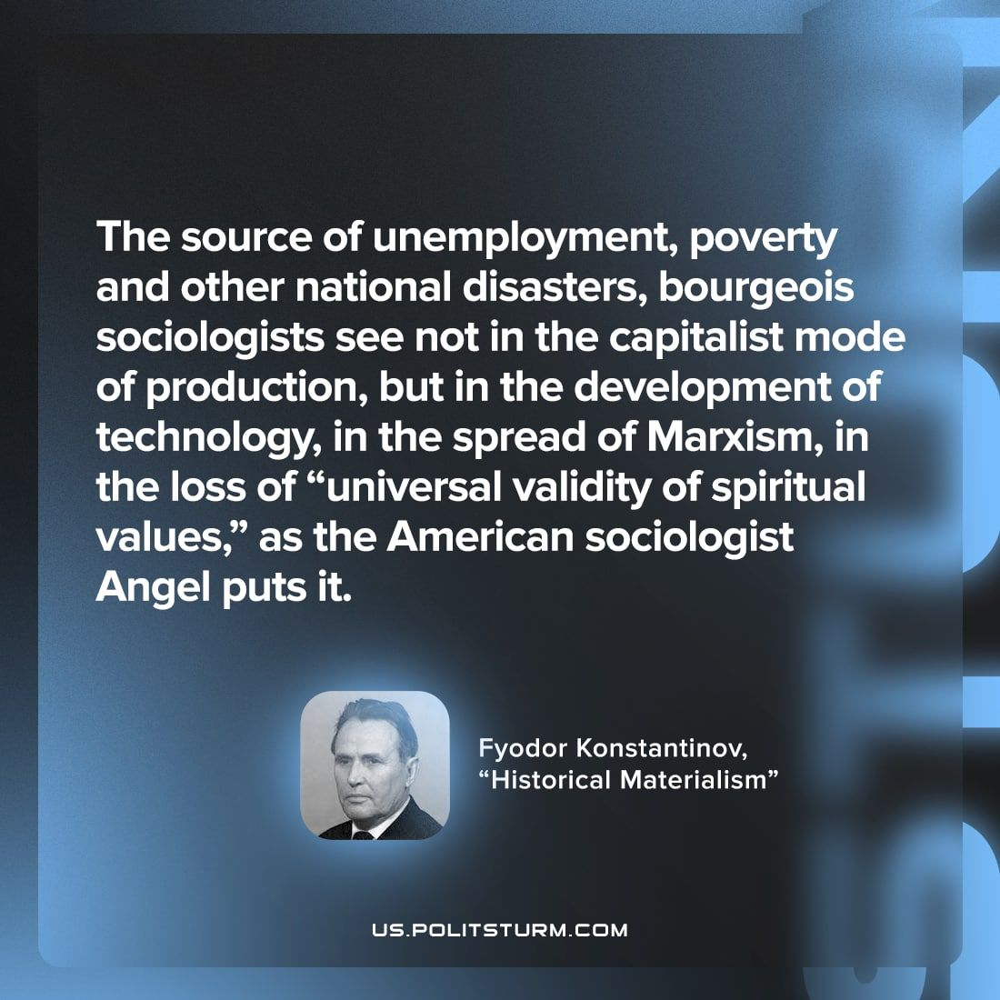 The source of unemployment, poverty
and other national disasters, bourgeois
sociologists see not in the capitalist mode
of production, but in the development of
technology, in the spread of Marxism, in
the loss of “universal validity of spiritual
values,” as the American sociologist
Angel puts it.
Fyodor Konstantinov,
“Historical Materialism”
US.POLITSTURM.COM